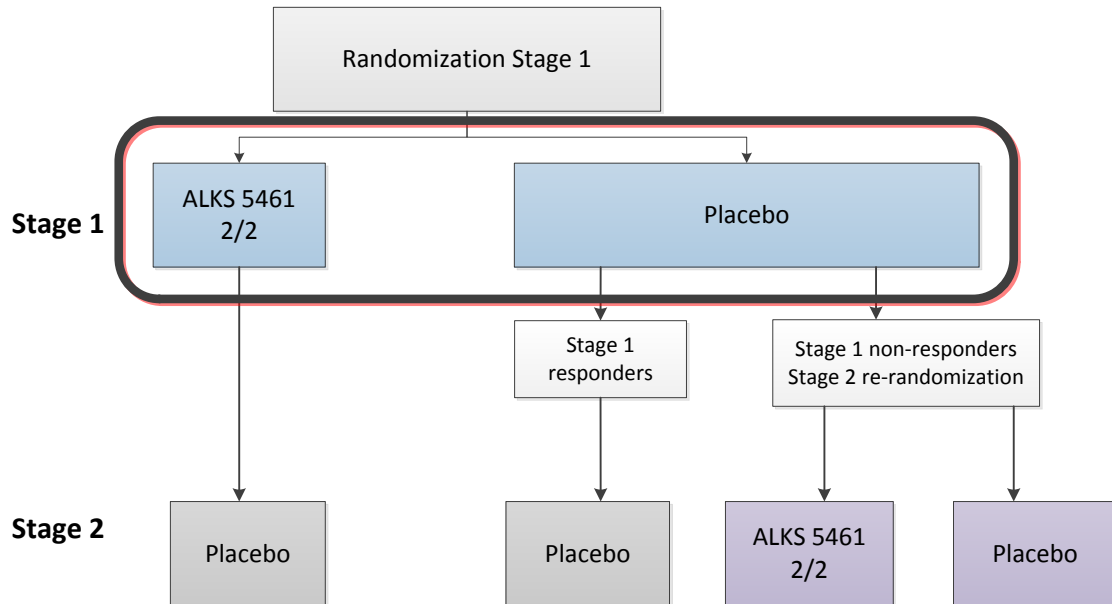 Randomization Stage 1
Stage 1
ALKS 5461
2/2
Placebo
Stage 1
responders
Stage 1 non-responders
Stage 2 re-randomization
Stage 2
Placebo
Placebo
ALKS 5461
2/2
Placebo